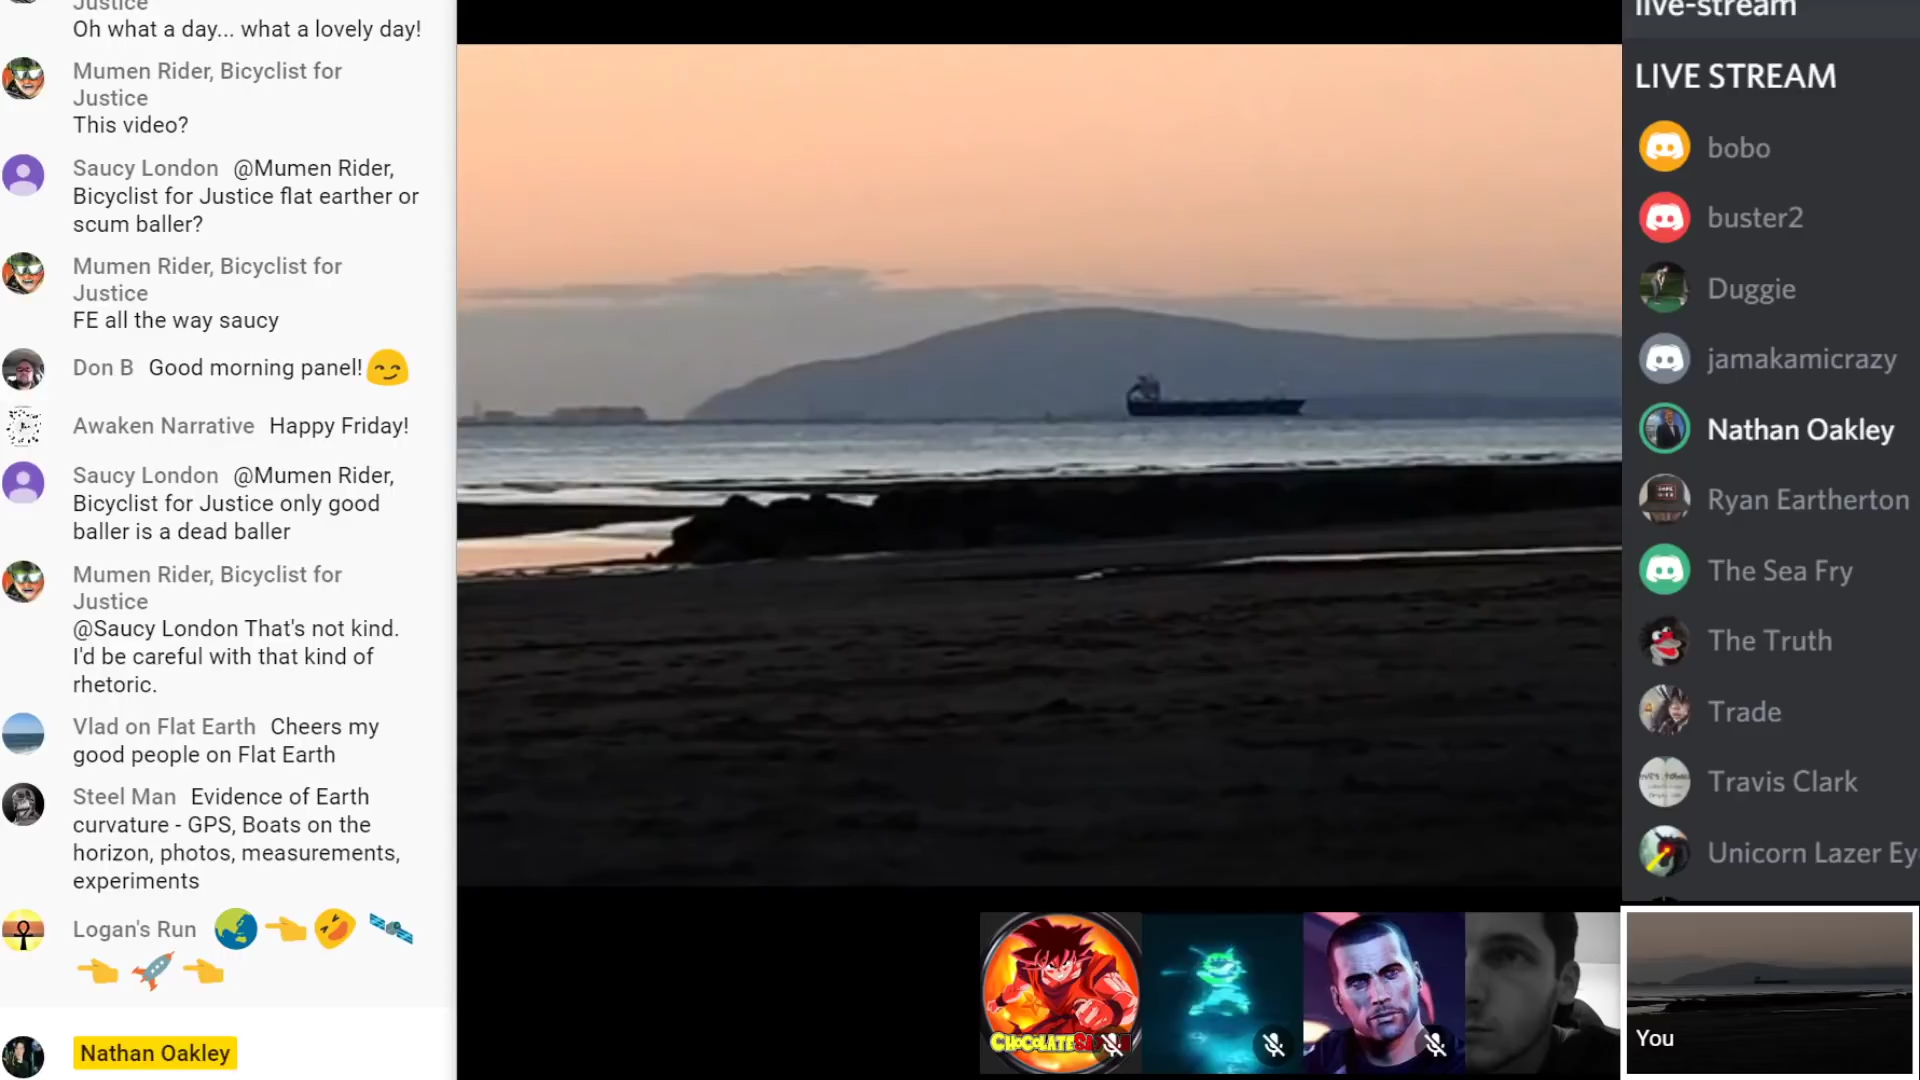 Justice
Oh what a day... what a lovely day!
Mumen Rider, Bicyclist for
Justice
This video?
Saucy London @Mumen Rider,
Bicyclist for Justice flat earther or
scum baller?
Mumen Rider, Bicyclist for
Justice
FE all the way saucy
Don B Good morning panel!
Awaken Narrative Happy Friday!
Saucy London @Mumen Rider,
Bicyclist for Justice only good
baller is a dead baller
Mumen Rider, Bicyclist for
Justice
@Saucy London That's not kind.
I'd be careful with that kind of
rhetoric.
Vlad on Flat Earth Cheers my
good people on Flat Earth
Steel Man Evidence of Earth
curvature - GPS, Boats on the
horizon, photos, measurements,
experiments
Logan's Run
Nathan Oakley
live-stream
LIVE STREAM
bobo
buster2
Duggie
jamakamicrazy
Nathan Oakley
Ryan Eartherton
The Sea Fry
The Truth
Trade
Travis Clark
Unicorn Lazer Ey
You